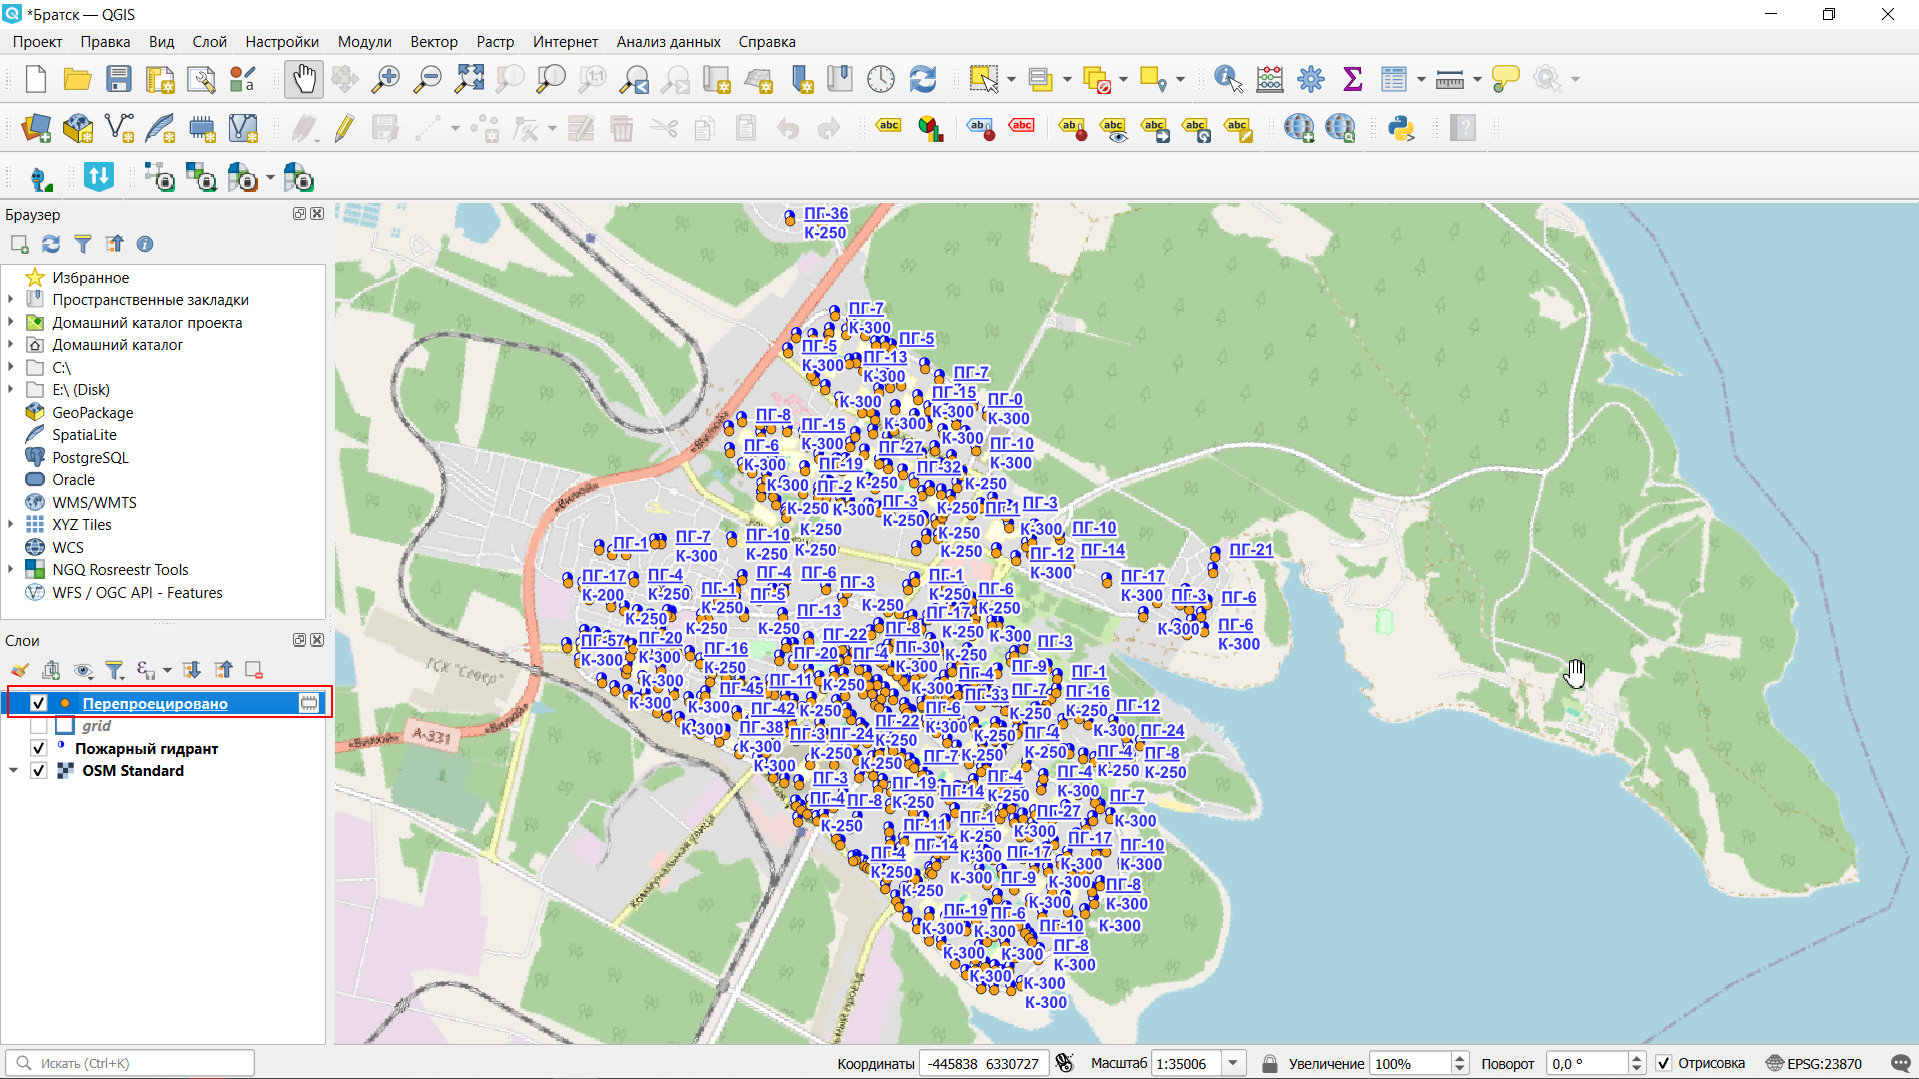 *Братск — QGIS
Проект Правка Вид Слой Настройки Модули Вектор Растр Интернет Анализ данных Справка
Браузер
Избранное
Пространственные закладки
Домашний каталог проекта
Домашний каталог
C:\
E:\ (Disk)
GeoPackage
SpatiaLite
PostgreSQL
Oracle
WMS/WMTS
XYZ Tiles
WCS
NGQ Rosreestr Tools
WFS / OGC API - Features
Слои
Перепроецировано
grid
Пожарный гидрант
OSM Standard
ПГ-36
К-250
ПГ-7
К-300
ПГ-5
ПГ-5
К-300
ПГ-13
К-300
ПГ-7
ПГ-15
К-300
ПГ-0
К-300
К-300
К-300
ПГ-8
ПГ-15
К-300
К-300
ПГ-10
К-300
ПГ-6
К-300
ПГ-27
ПГ-19
К-250
ПГ-32
К-250
К-300
ПГ-2
К-250
К-300
ПГ-3
К-250
К-250
ПГ-1
ПГ-3
К-300
К-250
К-250
К-250
ПГ-10
К-250
К-250
ПГ-1
ПГ-7
К-300
ПГ-10
ПГ-12
К-300
ПГ-14
ПГ-21
ПГ-17
К-200
ПГ-4
К-250
ПГ-1
К-250
ПГ-4
ПГ-5
ПГ-6
ПГ-3
К-250
ПГ-1
К-250
ПГ-6
К-250
ПГ-17
К-300
ПГ-3
К-300
ПГ-6
ПГ-6
К-300
К-250
К-250
ПГ-13
К-250
ПГ-17
К-250
К-300
ПГ-57
К-300
ПГ-20
К-300
ПГ-16
К-250
ПГ-22
ПГ-20
ПГ-8
ПГ-4
ПГ-30
К-300
К-250
ПГ-3
ПГ-9
ПГ-1
К-300
К-300
ПГ-45
К-300
ПГ-11
К-250
К-300
ПГ-4
ПГ-33
ПГ-7
К-250
ПГ-16
К-250
ПГ-12
К-300
К-300
ПГ-42
К-250
ПГ-38
К-300
ПГ-3
ПГ-24
ПГ-22
К-250
ПГ-6
К-300
К-250
ПГ-4
К-250
ПГ-24
ПГ-4
К-250
ПГ-8
К-250
К-300
К-250
К-250
ПГ-7
ПГ-3
ПГ-4
К-250
ПГ-8
ПГ-19
К-250
ПГ-14
ПГ-4
К-250
ПГ-4
К-300
ПГ-7
К-300
ПГ-11
ПГ-1
К-250
ПГ-27
К-300
ПГ-17
К-300
ПГ-10
К-300
ПГ-4
К-250
ПГ-14
К-300
ПГ-17
К-250
К-300
ПГ-9
К-300
ПГ-8
К-300
К-300
ПГ-19
К-300
ПГ-6
К-300
ПГ-10
К-300
К-300
К-300
ПГ-8
К-300
К-300
К-300
К-300
ГСК "Север"
А-331
Искать (Ctrl+K)
Координаты -445838 6330727 Масштаб 1:35006 Увеличение 100% Поворот 0,0 ° Отрисовка EPSG:23870